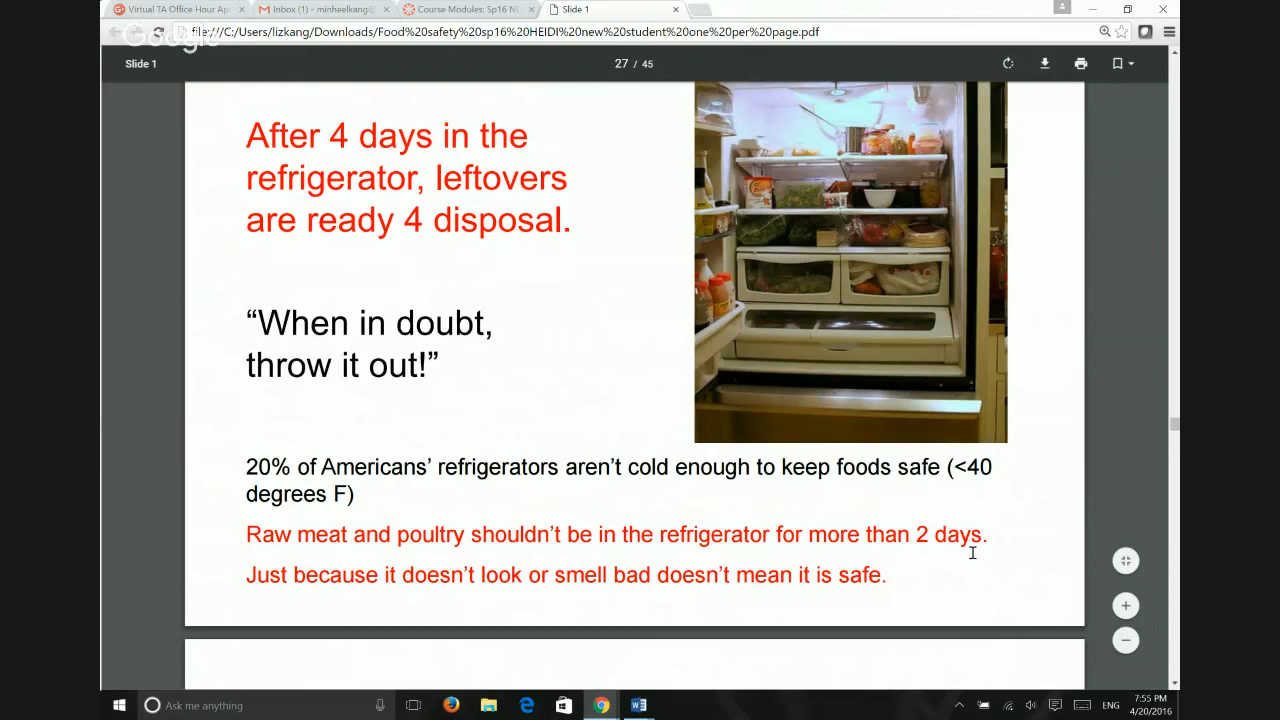 Virtual TA Office Hour Ap
Inbox (1) - minheelkang@
Course Modules: Sp16 N
Slide 1
file:///C:/Users/lizkang/Downloads/Food%20safety%20sp16%20HEIDI%20new%20student%20one%20per%20page.pdf
Google
Slide 1
27 / 45
After 4 days in the
refrigerator, leftovers
are ready 4 disposal.
“When in doubt,
throw it out!”
20% of Americans’ refrigerators aren’t cold enough to keep foods safe (<40
degrees F)
Raw meat and poultry shouldn’t be in the refrigerator for more than 2 days.
Just because it doesn’t look or smell bad doesn’t mean it is safe.
Ask me anything
ENG
7:55 PM
4/20/2016